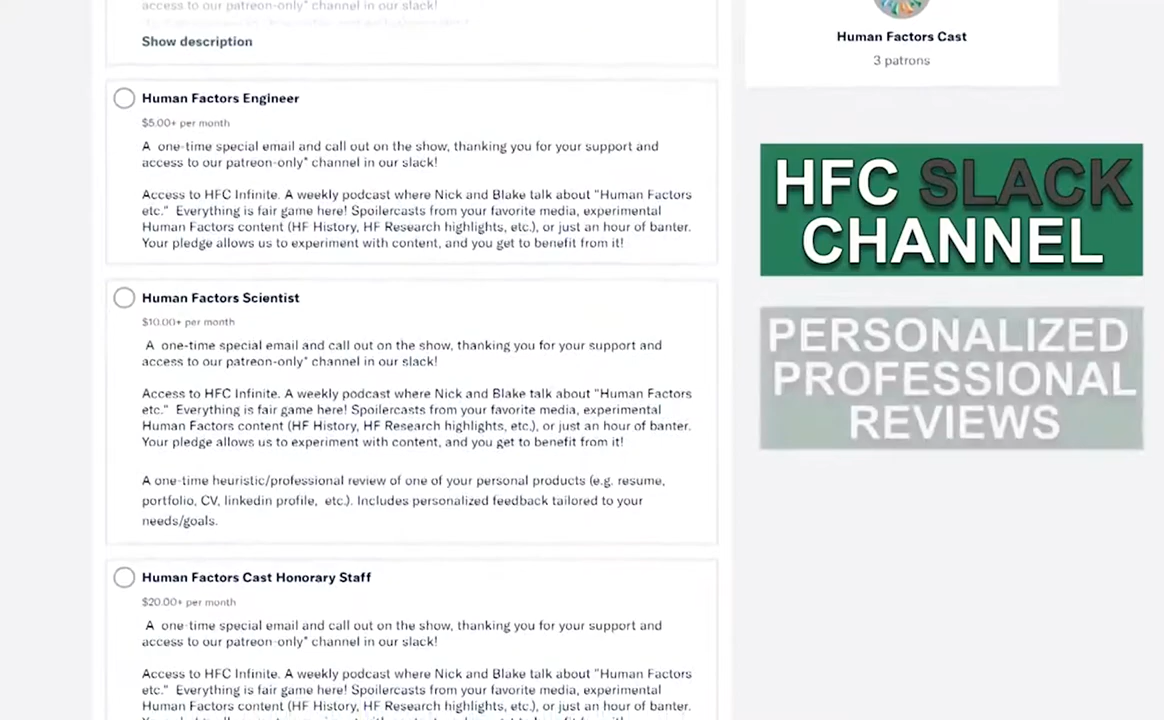 access to our patreon-only* channel in our slack!
Show description
Human Factors Engineer
$5.00+ per month
A one-time special email and call out on the show, thanking you for your support and
access to our patreon-only* channel in our slack!
Access to HFC Infinite. A weekly podcast where Nick and Blake talk about "Human Factors
etc." Everything is fair game here! Spoilercasts from your favorite media, experimental
Human Factors content (HF History, HF Research highlights, etc.), or just an hour of banter.
Your pledge allows us to experiment with content, and you get to benefit from it!
Human Factors Scientist
$10.00+ per month
A one-time special email and call out on the show, thanking you for your support and
access to our patreon-only* channel in our slack!
Access to HFC Infinite. A weekly podcast where Nick and Blake talk about "Human Factors
etc." Everything is fair game here! Spoilercasts from your favorite media, experimental
Human Factors content (HF History, HF Research highlights, etc.), or just an hour of banter.
Your pledge allows us to experiment with content, and you get to benefit from it!
A one-time heuristic/professional review of one of your personal products (e.g. resume,
portfolio, CV, linkedin profile, etc.). Includes personalized feedback tailored to your
needs/goals.
Human Factors Cast Honorary Staff
$20.00+ per month
A one-time special email and call out on the show, thanking you for your support and
access to our patreon-only* channel in our slack!
Access to HFC Infinite. A weekly podcast where Nick and Blake talk about "Human Factors
etc." Everything is fair game here! Spoilercasts from your favorite media, experimental
Human Factors content (HF History, HF Research highlights, etc.), or just an hour of banter.
Human Factors Cast
3 patrons
HFC SLACK
CHANNEL
PERSONALIZED
PROFESSIONAL
REVIEWS